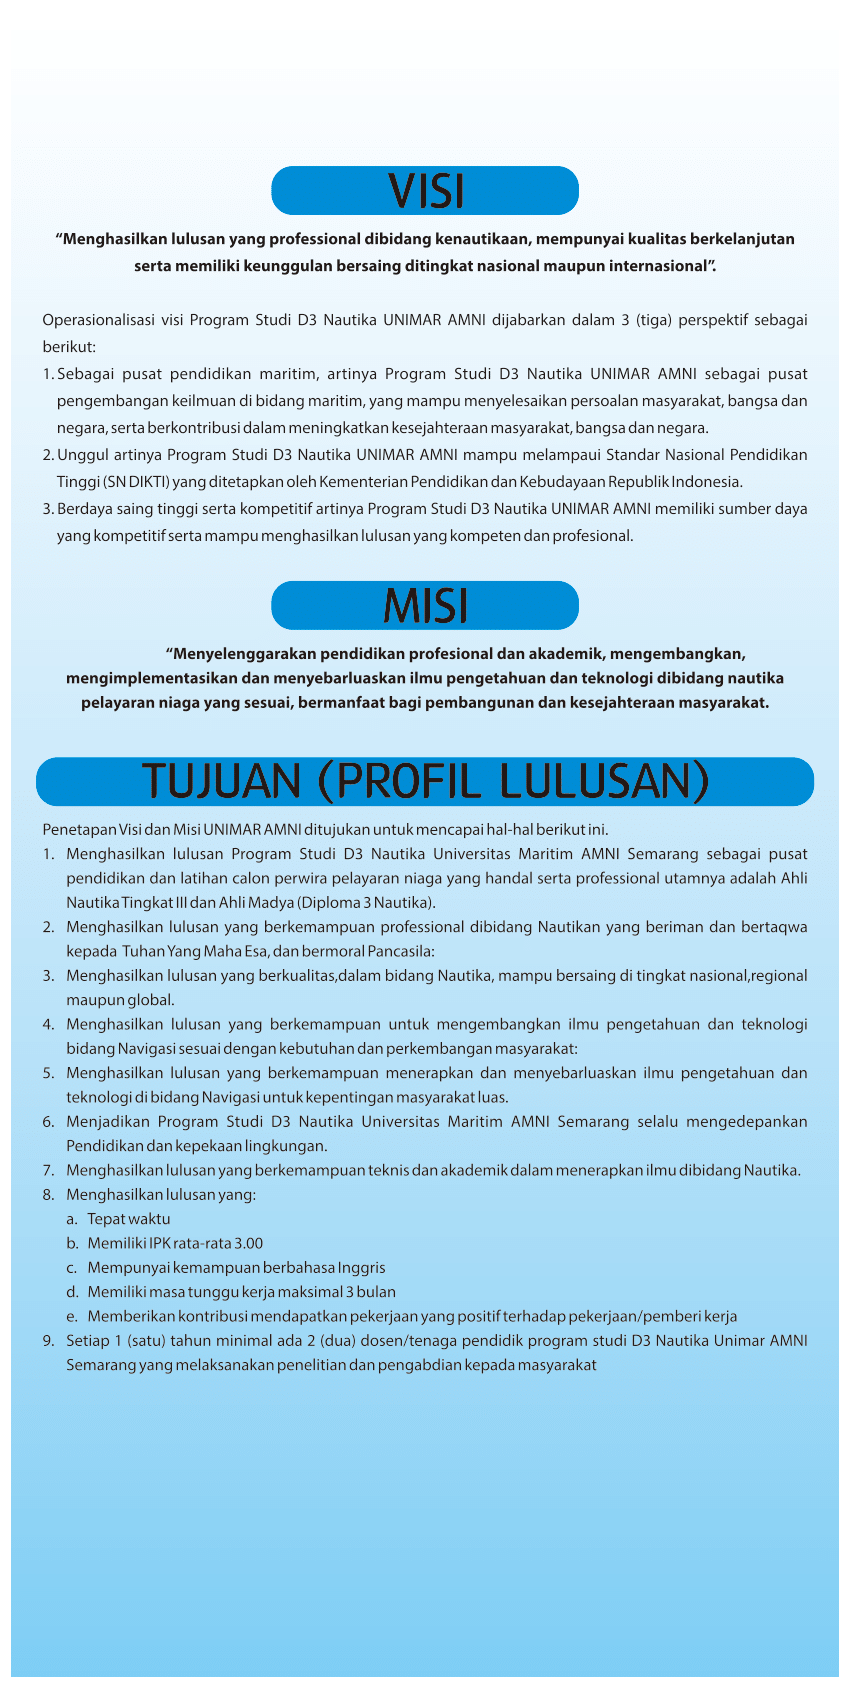 VISI
“Menghasilkan lulusan yang professional dibidang kenautikaan, mempunyai kualitas berkelanjutan
serta memiliki keunggulan bersaing ditingkat nasional maupun internasional”.
Operasionalisasi visi Program Studi D3 Nautika UNIMAR AMNI dijabarkan dalam 3 (tiga) perspektif sebagai
berikut:
1. Sebagai pusat pendidikan maritim, artinya Program Studi D3 Nautika UNIMAR AMNI sebagai pusat
pengembangan keilmuan di bidang maritim, yang mampu menyelesaikan persoalan masyarakat, bangsa dan
negara, serta berkontribusi dalam meningkatkan kesejahteraan masyarakat, bangsa dan negara.
2. Unggul artinya Program Studi D3 Nautika UNIMAR AMNI mampu melampaui Standar Nasional Pendidikan
Tinggi (SN DIKTI) yang ditetapkan oleh Kementerian Pendidikan dan Kebudayaan Republik Indonesia.
3. Berdaya saing tinggi serta kompetitif artinya Program Studi D3 Nautika UNIMAR AMNI memiliki sumber daya
yang kompetitif serta mampu menghasilkan lulusan yang kompeten dan profesional.
MISI
“Menyelenggarakan pendidikan profesional dan akademik, mengembangkan,
mengimplementasikan dan menyebarluaskan ilmu pengetahuan dan teknologi dibidang nautika
pelayaran niaga yang sesuai, bermanfaat bagi pembangunan dan kesejahteraan masyarakat.
TUJUAN (PROFIL LULUSAN)
Penetapan Visi dan Misi UNIMAR AMNI ditujukan untuk mencapai hal-hal berikut ini.
1. Menghasilkan lulusan Program Studi D3 Nautika Universitas Maritim AMNI Semarang sebagai pusat
pendidikan dan latihan calon perwira pelayaran niaga yang handal serta professional utamnya adalah Ahli
Nautika Tingkat III dan Ahli Madya (Diploma 3 Nautika).
2. Menghasilkan lulusan yang berkemampuan professional dibidang Nautikan yang beriman dan bertaqwa
kepada Tuhan Yang Maha Esa, dan bermoral Pancasila:
3. Menghasilkan lulusan yang berkualitas,dalam bidang Nautika, mampu bersaing di tingkat nasional,regional
maupun global.
4. Menghasilkan lulusan yang berkemampuan untuk mengembangkan ilmu pengetahuan dan teknologi
bidang Navigasi sesuai dengan kebutuhan dan perkembangan masyarakat:
5. Menghasilkan lulusan yang berkemampuan menerapkan dan menyebarluaskan ilmu pengetahuan dan
teknologi di bidang Navigasi untuk kepentingan masyarakat luas.
6. Menjadikan Program Studi D3 Nautika Universitas Maritim AMNI Semarang selalu mengedepankan
Pendidikan dan kepekaan lingkungan.
7. Menghasilkan lulusan yang berkemampuan teknis dan akademik dalam menerapkan ilmu dibidang Nautika.
8. Menghasilkan lulusan yang:
a. Tepat waktu
b. Memiliki IPK rata-rata 3.00
c. Mempunyai kemampuan berbahasa Inggris
d. Memiliki masa tunggu kerja maksimal 3 bulan
e. Memberikan kontribusi mendapatkan pekerjaan yang positif terhadap pekerjaan/pemberi kerja
9. Setiap 1 (satu) tahun minimal ada 2 (dua) dosen/tenaga pendidik program studi D3 Nautika Unimar AMNI
Semarang yang melaksanakan penelitian dan pengabdian kepada masyarakat